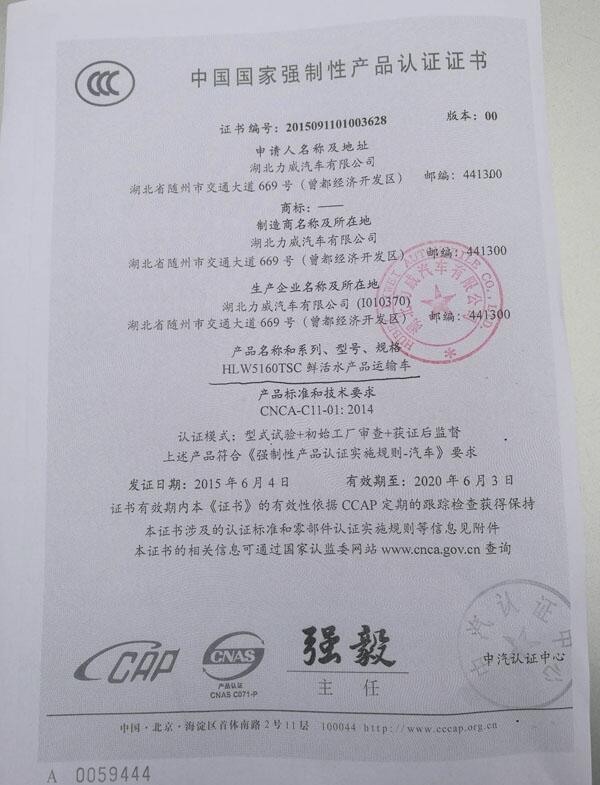 CCC
中国国家强制性产品认证证书
证书编号：2015091101003628 版本：00
申请人名称及地址
湖北力威汽车有限公司
湖北省随州市交通大道669号（曾都经济开发区） 邮编：441300
商标：——
制造商名称及所在地
湖北力威汽车有限公司
湖北省随州市交通大道669号（曾都经济开发区） 邮编：441300
生产企业名称及所在地
湖北力威汽车有限公司(I010370)
湖北省随州市交通大道669号（曾都经济开发区） 邮编：441300
产品名称和系列、型号、规格
HLW5160TSC 鲜活水产品运输车
产品标准和技术要求
CNCA-C11-01: 2014
认证模式：型式试验+初始工厂审查+获证后监督
上述产品符合《强制性产品认证实施规则-汽车》要求
发证日期：2015年6月4日 有效期至：2020年6月3日
证书有效期内本《证书》的有效性依据CCAP定期的跟踪检查获得保持
本证书涉及的认证标准和零部件认证实施规则等信息见附件
本证书的相关信息可通过国家认监委网站www.cnca.gov.cn查询
CCAP
CNAS
产品认证
CNAS C071-P
强毅
主任
中汽认证中心
中汽认证中心
中国·北京·海淀区首体南路2号11层 100044 http://www.cccap.org.cn
A 0059444